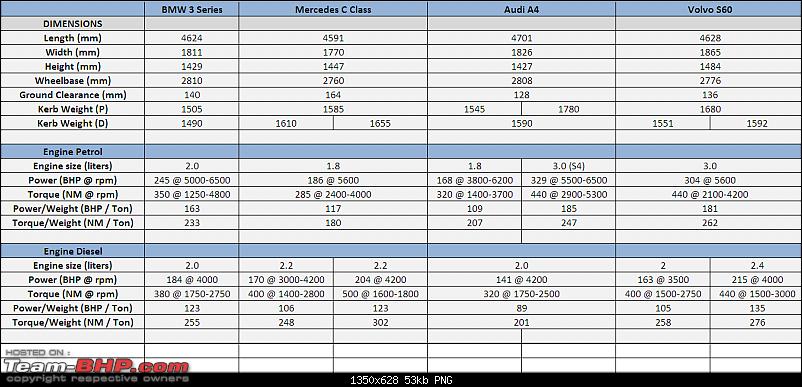 BMW 3 Series Mercedes C Class Audi A4 Volvo S60
DIMENSIONS
Length (mm) 4624 4591 4701 4628
Width (mm) 1811 1770 1826 1865
Height (mm) 1429 1447 1427 1484
Wheelbase (mm) 2810 2760 2808 2776
Ground Clearance (mm) 140 164 128 136
Kerb Weight (P) 1505 1585 1545 1780 1680
Kerb Weight (D) 1490 1610 1655 1590 1551 1592
Engine Petrol
Engine size (liters) 2.0 1.8 1.8 3.0 (S4) 3.0
Power (BHP @ rpm) 245 @ 5000-6500 186 @ 5600 168 @ 3800-6200 329 @ 5500-6500 304 @ 5600
Torque (NM @ rpm) 350 @ 1250-4800 285 @ 2400-4000 320 @ 1400-3700 440 @ 2900-5300 440 @ 2100-4200
Power/Weight (BHP / Ton) 163 117 109 185 181
Torque/Weight (NM / Ton) 233 180 207 247 262
Engine Diesel
Engine size (liters) 2.0 2.2 2.2 2.0 2 2.4
Power (BHP @ rpm) 184 @ 4000 170 @ 3000-4200 204 @ 4200 141 @ 4200 163 @ 3500 215 @ 4000
Torque (NM @ rpm) 380 @ 1750-2750 400 @ 1400-2800 500 @ 1600-1800 320 @ 1750-2500 400 @ 1500-2750 440 @ 1500-3000
Power/Weight (BHP / Ton) 123 106 123 89 105 135
Torque/Weight (NM / Ton) 255 248 302 201 258 276
HOSTED ON :
Team-BHP.com
copyright respective owners
1350x628 53kb PNG